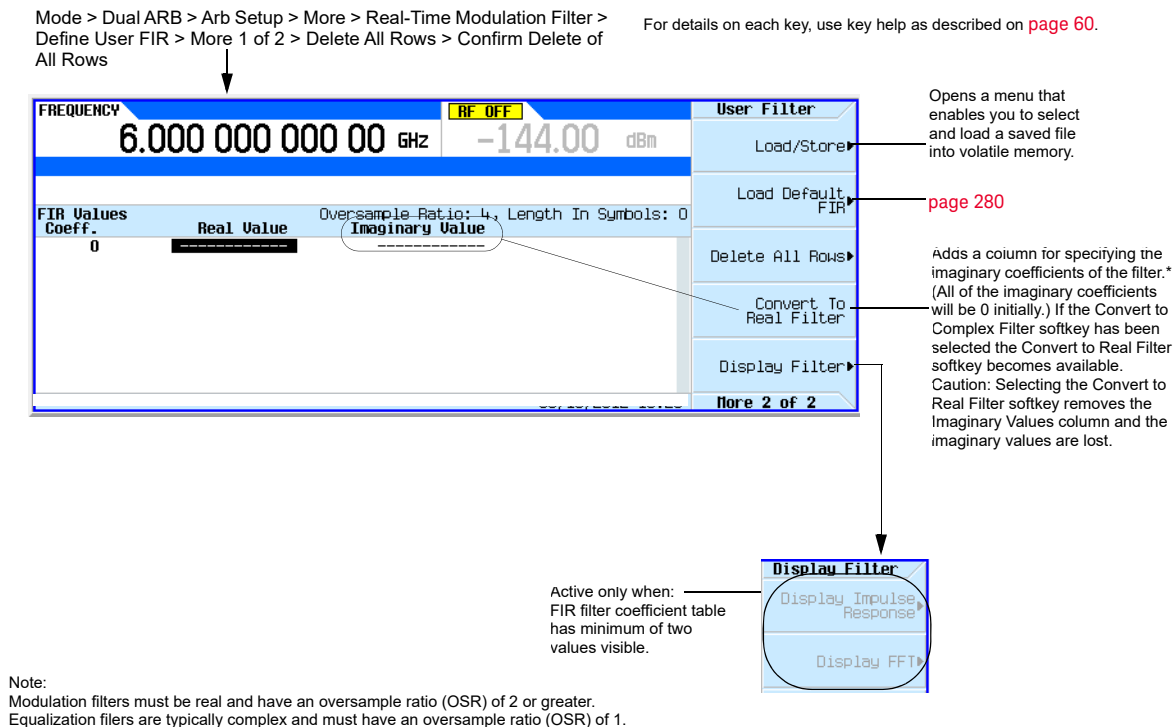 Mode > Dual ARB > Arb Setup > More > Real-Time Modulation Filter >
Define User FIR > More 1 of 2 > Delete All Rows > Confirm Delete of
All Rows
For details on each key, use key help as described on page 60.
FREQUENCY
RF OFF
6.000 000 000 00 GHz
-144.00 dBm
FIR Values
Oversample Ratio: 4, Length In Symbols: 0
Coeff.
Real Value
Imaginary Value
0
------------
------------
User Filter
Load/Store
Load Default
FIR
Delete All Rows
Convert To
Real Filter
Display Filter
More 2 of 2
Opens a menu that
enables you to select
and load a saved file
into volatile memory.
page 280
Adds a column for specifying the
imaginary coefficients of the filter.*
(All of the imaginary coefficients
will be 0 initially.) If the Convert to
Complex Filter softkey has been
selected the Convert to Real Filter
softkey becomes available.
Caution: Selecting the Convert to
Real Filter softkey removes the
Imaginary Values column and the
imaginary values are lost.
Active only when:
FIR filter coefficient table
has minimum of two
values visible.
Display Filter
Display Impulse
Response
Display FFT
Note:
Modulation filters must be real and have an oversample ratio (OSR) of 2 or greater.
Equalization filers are typically complex and must have an oversample ratio (OSR) of 1.